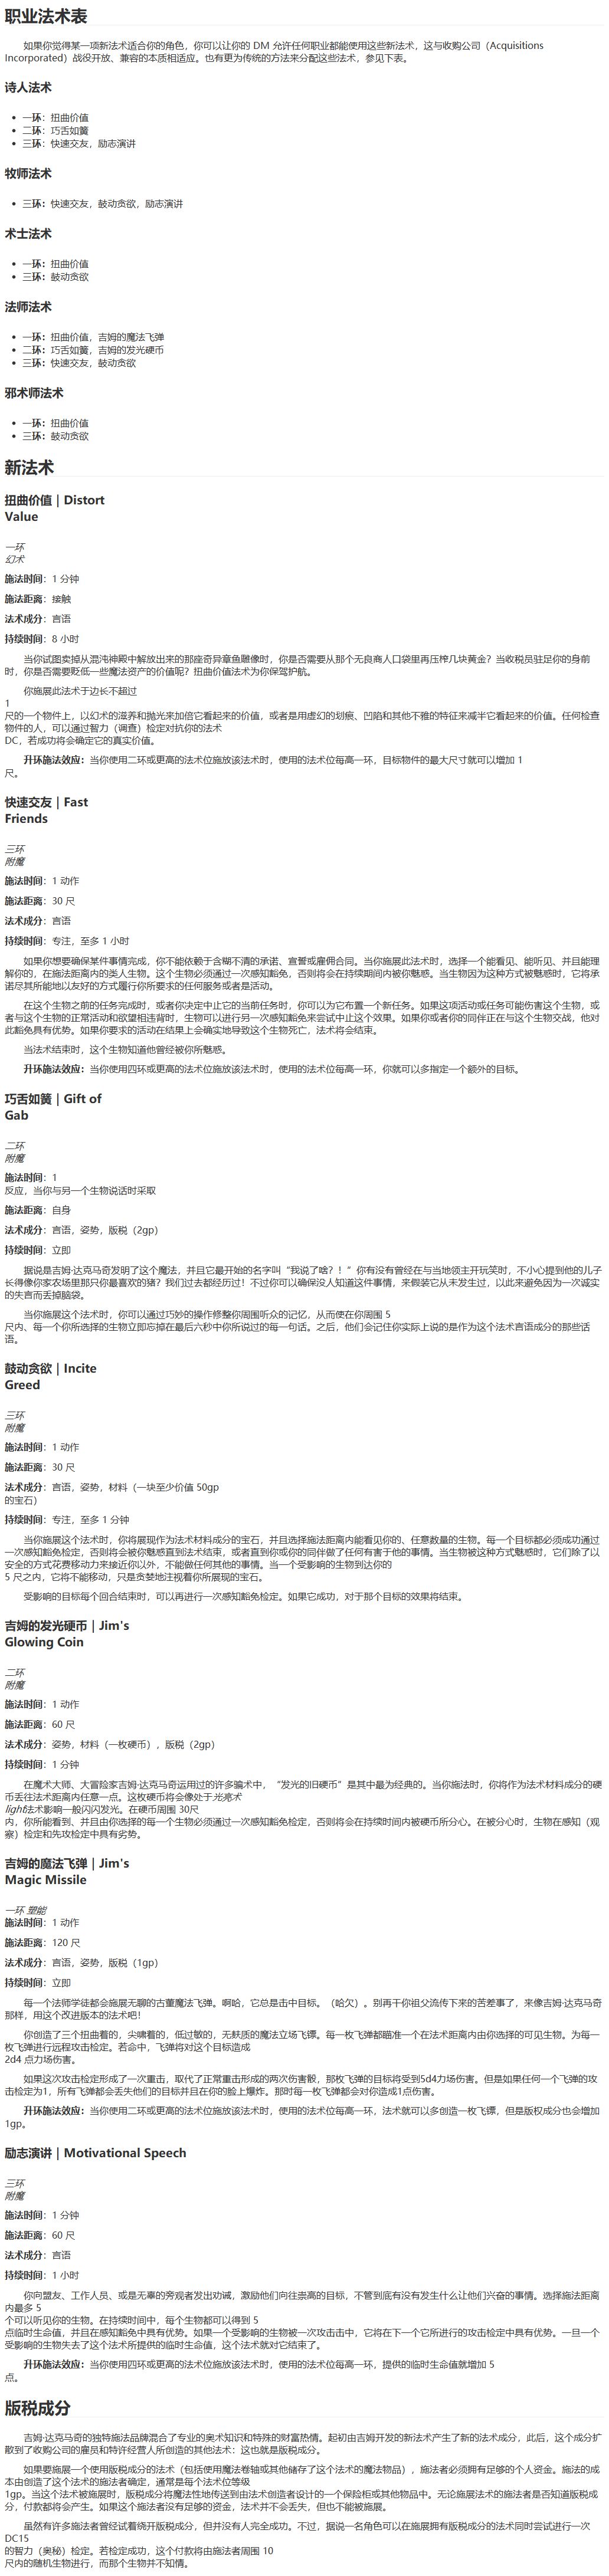 职业法术表
如果你觉得某一项新法术适合你的角色，你可以让你的 DM 允许任何职业都能使用这些新法术，这与收购公司（Acquisitions
Incorporated）战役开放、兼容的本质相适应。也有更为传统的方法来分配这些法术，参见下表。
诗人法术
• 一环：扭曲价值
• 二环：巧舌如簧
• 三环：快速交友，励志演讲
牧师法术
• 三环：快速交友，鼓动贪欲，励志演讲
术士法术
• 一环：扭曲价值
• 三环：鼓动贪欲
法师法术
• 一环：扭曲价值，吉姆的魔法飞弹
• 二环：巧舌如簧，吉姆的发光硬币
• 三环：快速交友，鼓动贪欲
邪术师法术
• 一环：扭曲价值
• 三环：鼓动贪欲
新法术
扭曲价值 | Distort
Value
一环
幻术
施法时间：1 分钟
施法距离：接触
法术成分：言语
持续时间：8 小时
当你试图卖掉从混沌神殿中解放出来的那座奇异章鱼雕像时，你是否需要从那个无良商人口袋里再压榨几块黄金？当收税员驻足你的身前
时，你是否需要贬低一些魔法资产的价值呢？扭曲价值法术为你保驾护航。
你施展此法术于边长不超过
1
尺的一个物件上，以幻术的滋养和抛光来加倍它看起来的价值，或者是用虚幻的划痕、凹陷和其他不雅的特征来减半它看起来的价值。任何检查
物件的人，可以通过智力（调查）检定对抗你的法术
DC，若成功将会确定它的真实价值。
升环施法效应：当你使用二环或更高的法术位施放该法术时，使用的法术位每高一环，目标物件的最大尺寸就可以增加 1
尺。
快速交友 | Fast
Friends
三环
附魔
施法时间：1 动作
施法距离：30 尺
法术成分：言语
持续时间：专注，至多 1 小时
如果你想要确保某件事情完成，你不能依赖于含糊不清的承诺、宣誓或雇佣合同。当你施展此法术时，选择一个能看见、能听见、并且能理
解你的，在施法距离内的类人生物。这个生物必须通过一次感知豁免，否则将会在持续期间内被你魅惑。当生物因为这种方式被魅惑时，它将承
诺尽其所能地以友好的方式履行你所要求的任何服务或者是活动。
在这个生物之前的任务完成时，或者你决定中止它的当前任务时，你可以为它布置一个新任务。如果这项活动或任务可能伤害这个生物，或
者与这个生物的正常活动和欲望相违背时，生物可以进行另一次感知豁免来尝试中止这个效果。如果你或者你的同伴正在与这个生物交战，他对
此豁免具有优势。如果你要求的活动在结果上会确实地导致这个生物死亡，法术将会结束。
当法术结束时，这个生物知道他曾经被你所魅惑。
升环施法效应：当你使用四环或更高的法术位施放该法术时，使用的法术位每高一环，你就可以多指定一个额外的目标。
巧舌如簧 | Gift of
Gab
二环
附魔
施法时间：1
反应，当你与另一个生物说话时采取
施法距离：自身
法术成分：言语，姿势，版税（2gp）
持续时间：立即
据说是吉姆·达克马奇发明了这个魔法，并且它最开始的名字叫“我说了啥？！”你有没有曾经在与当地领主开玩笑时，不小心提到他的儿子
长得像你家农场里那只你最喜欢的猪？我们过去都经历过！不过你可以确保没人知道这件事情，来假装它从未发生过，以此来避免因为一次诚实
的失言而丢掉脑袋。
当你施展这个法术时，你可以通过巧妙的操作修整你周围听众的记忆，从而使在你周围 5
尺内、每一个你所选择的生物立即忘掉在最后六秒中你所说过的每一句话。之后，他们会记住你实际上说的是作为这个法术言语成分的那些话
语。
鼓动贪欲 | Incite
Greed
三环
附魔
施法时间：1 动作
施法距离：30 尺
法术成分：言语，姿势，材料（一块至少价值 50gp
的宝石）
持续时间：专注，至多 1 分钟
当你施展这个法术时，你将展现作为法术材料成分的宝石，并且选择施法距离内能看见你的、任意数量的生物。每一个目标都必须成功通过
一次感知豁免检定，否则将会被你魅惑直到法术结束，或者直到你或你的同伴做了任何有害于他的事情。当生物被这种方式魅惑时，它们除了以
安全的方式花费移动力来接近你以外，不能做任何其他的事情。当一个受影响的生物到达你的
5 尺之内，它将不能移动，只是贪婪地注视着你所展现的宝石。
受影响的目标每个回合结束时，可以再进行一次感知豁免检定。如果它成功，对于那个目标的效果将结束。
吉姆的发光硬币 | Jim's
Glowing Coin
二环
附魔
施法时间：1 动作
施法距离：60 尺
法术成分：姿势，材料（一枚硬币），版税（2gp）
持续时间：1 分钟
在魔术大师、大冒险家吉姆·达克马奇运用过的许多骗术中，“发光的旧硬币”是其中最为经典的。当你施法时，你将作为法术材料成分的硬
币丢往法术距离内任意一点。这枚硬币将会像处于光亮术
light法术影响一般闪闪发光。在硬币周围 30尺
内，你所能看到、并且由你选择的每一个生物必须通过一次感知豁免检定，否则将会在持续时间内被硬币所分心。在被分心时，生物在感知（观
察）检定和先攻检定中具有劣势。
吉姆的魔法飞弹 | Jim's
Magic Missile
一环 塑能
施法时间：1 动作
施法距离：120 尺
法术成分：言语，姿势，版税（1gp）
持续时间：立即
每一个法师学徒都会施展无聊的古董魔法飞弹。啊哈，它总是击中目标。（哈欠）。别再干你祖父流传下来的苦差事了，来像吉姆·达克马奇
那样，用这个改进版本的法术吧！
你创造了三个扭曲着的，尖啸着的，低过敏的，无麸质的魔法立场飞镖。每一枚飞镖都瞄准一个在法术距离内由你选择的可见生物。为每一
枚飞弹进行远程攻击检定。若命中，飞弹将对这个目标造成
2d4 点力场伤害。
如果这次攻击检定形成了一次重击，取代了正常重击形成的两次伤害骰，那枚飞弹的目标将受到5d4力场伤害。但是如果任何一个飞弹的攻
击检定为1，所有飞弹都会丢失他们的目标并且在你的脸上爆炸。那时每一枚飞弹都会对你造成1点伤害。
升环施法效应：当你使用二环或更高的法术位施放该法术时，使用的法术位每高一环，法术就可以多创造一枚飞镖，但是版权成分也会增加
1gp。
励志演讲 | Motivational Speech
三环
附魔
施法时间：1 分钟
施法距离：60 尺
法术成分：言语
持续时间：1 小时
你向盟友、工作人员、或是无辜的旁观者发出劝诫，激励他们向往崇高的目标，不管到底有没有发生什么让他们兴奋的事情。选择施法距离
内最多 5
个可以听见你的生物。在持续时间中，每个生物都可以得到 5
点临时生命值，并且在感知豁免中具有优势。如果一个受影响的生物被一次攻击击中，它将在下一个它所进行的攻击检定中具有优势。一旦一个
受影响的生物失去了这个法术所提供的临时生命值，这个法术就对它结束了。
升环施法效应：当你使用四环或更高的法术位施放该法术时，使用的法术位每高一环，提供的临时生命值就增加 5
点。
版税成分
吉姆·达克马奇的独特施法品牌混合了专业的奥术知识和特殊的财富热情。起初由吉姆开发的新法术产生了新的法术成分，此后，这个成分扩
散到了收购公司的雇员和特许经营人所创造的其他法术：这也就是版税成分。
如果要施展一个使用版税成分的法术（包括使用魔法卷轴或其他储存了这个法术的魔法物品），施法者必须拥有足够的个人资金。施法的成
本由创造了这个法术的施法者确定，通常是每个法术位等级
1gp。当这个法术被施展时，版税成分将魔法性地传送到由法术创造者设计的一个保险柜或其他物品中。无论施展法术的施法者是否知道版税成
分，付款都将会产生。如果这个施法者没有足够的资金，法术并不会丢失，但也不能被施展。
虽然有许多施法者曾经试着绕开版税成分，但并没有人完全成功。不过，据说一名角色可以在施展拥有版税成分的法术同时尝试进行一次
DC15
的智力（奥秘）检定。若检定成功，这个付款将由施法者周围 10
尺内的随机生物进行，而那个生物并不知情。